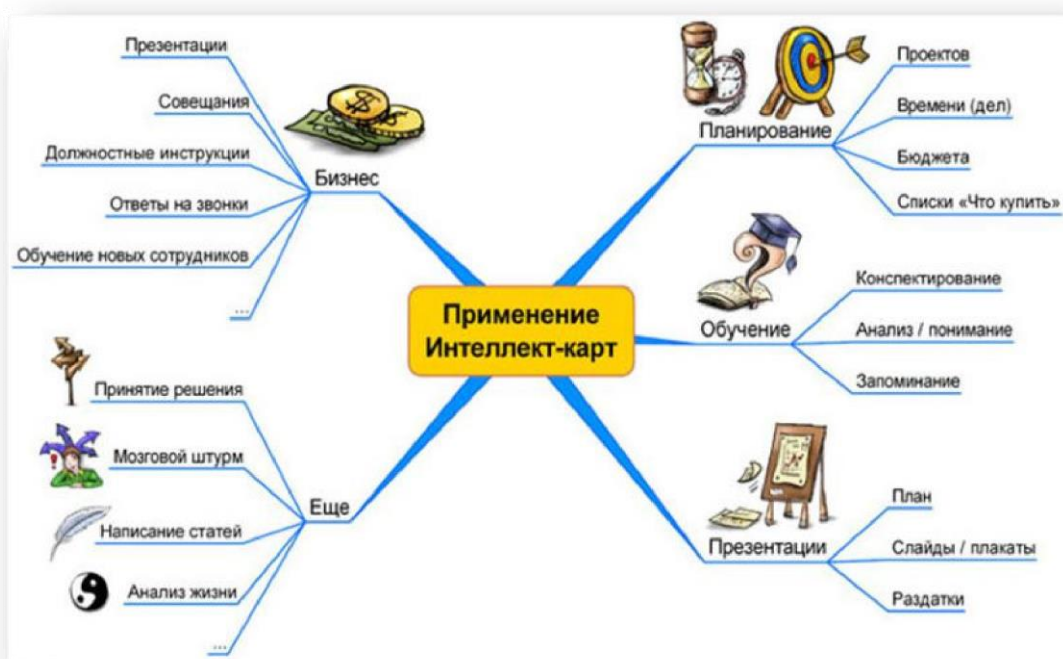 Применение
Интеллект-карт
Планирование
Проектов
Времени (дел)
Бюджета
Списки «Что купить»
Обучение
Конспектирование
Анализ / понимание
Запоминание
Презентации
План
Слайды / плакаты
Раздатки
Бизнес
Презентации
Совещания
Должностные инструкции
Ответы на звонки
Обучение новых сотрудников
...
Еще
Принятие решения
Мозговой штурм
Написание статей
Анализ жизни
...